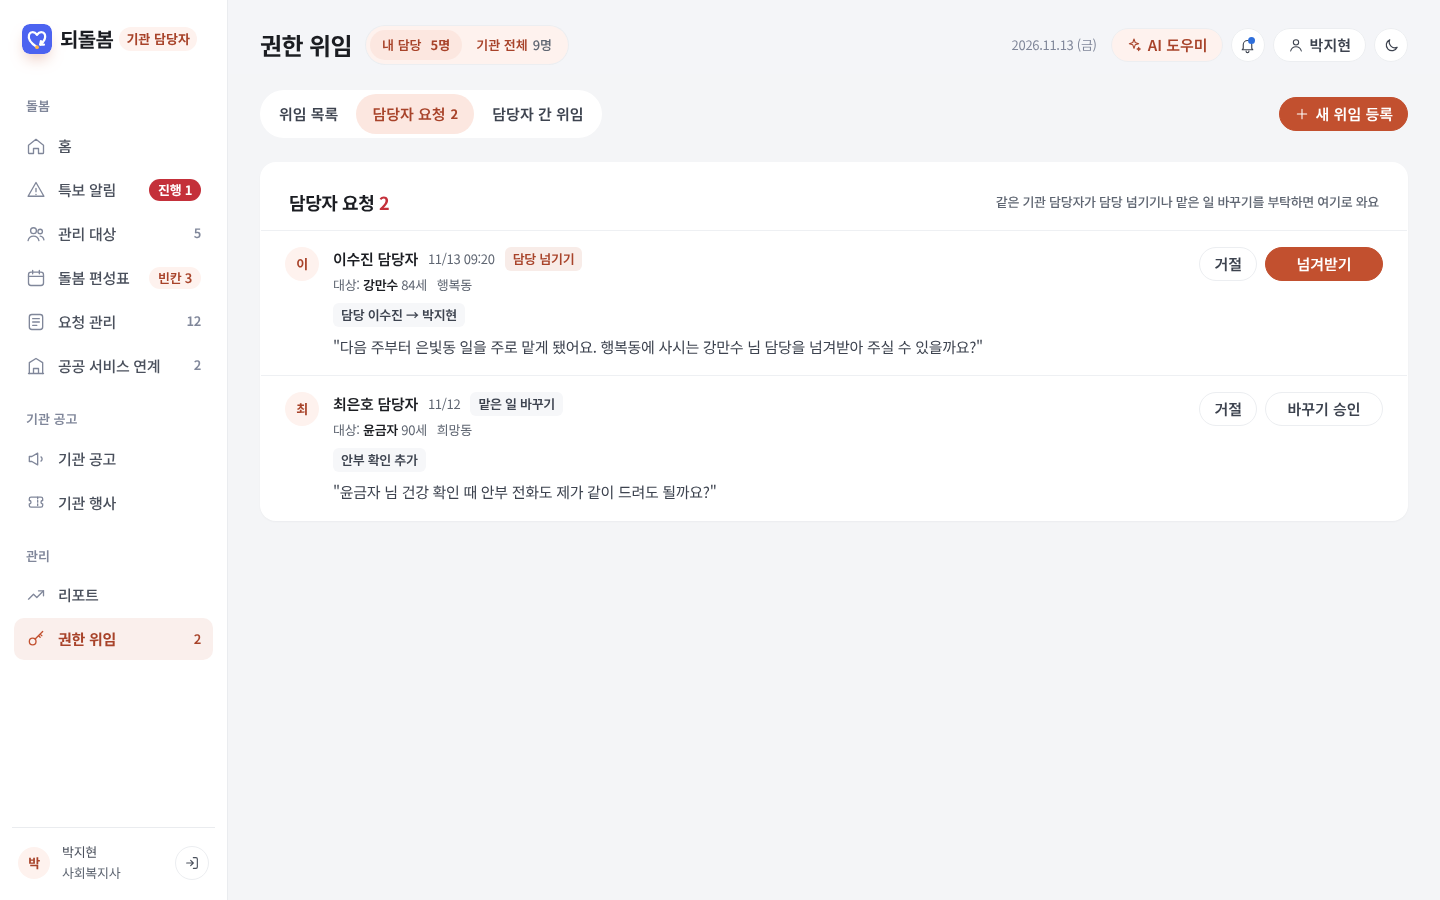 되돌봄 기관 담당자
돌봄
홈
특보 알림 진행 1
관리 대상 5
돌봄 편성표 빈칸 3
요청 관리 12
공공 서비스 연계 2
기관 공고
기관 공고
기관 행사
관리
리포트
권한 위임 2
박 박지현
사회복지사
권한 위임 내 담당 5명 기관 전체 9명
2026.11.13 (금) AI 도우미 박지현
위임 목록 담당자 요청 2 담당자 간 위임
+ 새 위임 등록
담당자 요청 2
같은 기관 담당자가 담당 넘기기나 맡은 일 바꾸기를 부탁하면 여기로 와요
이 이수진 담당자 11/13 09:20 담당 넘기기
거절 넘겨받기
대상: 강만수 84세 행복동
담당 이수진 → 박지현
"다음 주부터 은빛동 일을 주로 맡게 됐어요. 행복동에 사시는 강만수 님 담당을 넘겨받아 주실 수 있을까요?"
최 최은호 담당자 11/12 맡은 일 바꾸기
거절 바꾸기 승인
대상: 윤금자 90세 희망동
안부 확인 추가
"윤금자 님 건강 확인 때 안부 전화도 제가 같이 드려도 될까요?"